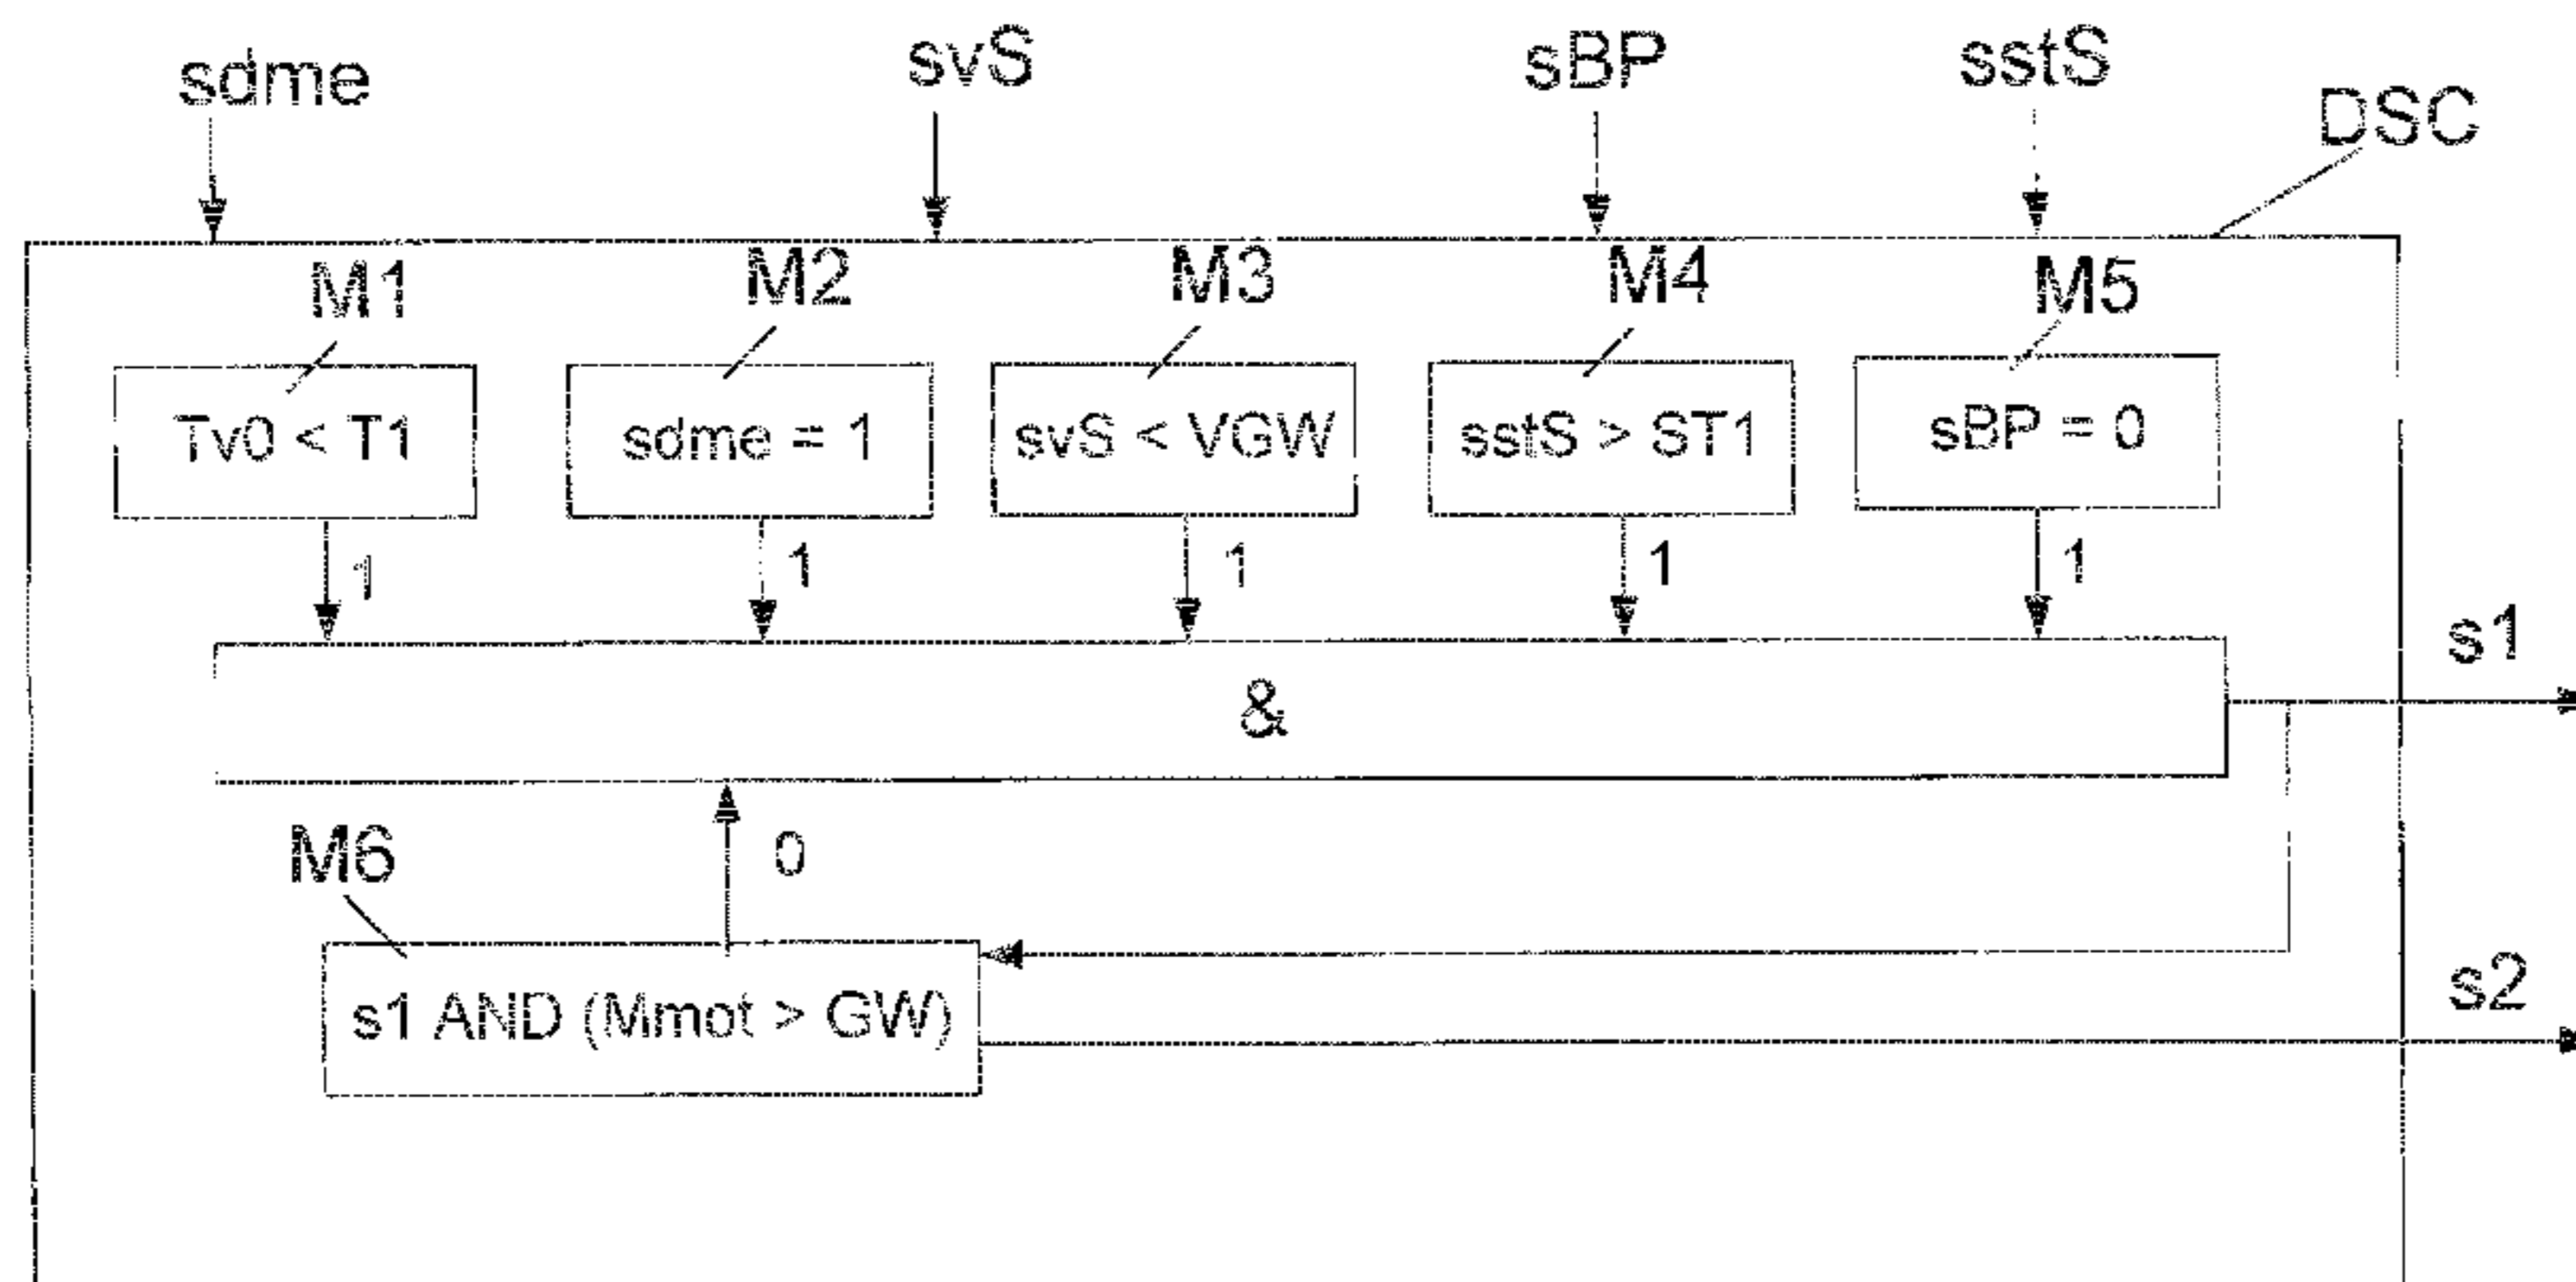 sdme svS sBP sstS
DSC
M1 M2 M3 M4 M5
Tv0 < T1 sdme = 1 svS < VGW sstS > ST1 sBP = 0
1 1 1 1 1
s1
&
M6 0
s2
s1 AND (Mmot > GW)